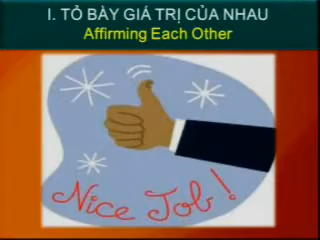 I. TỎ BÀY GIÁ TRỊ CỦA NHAU
Affirming Each Other
Nice Job!